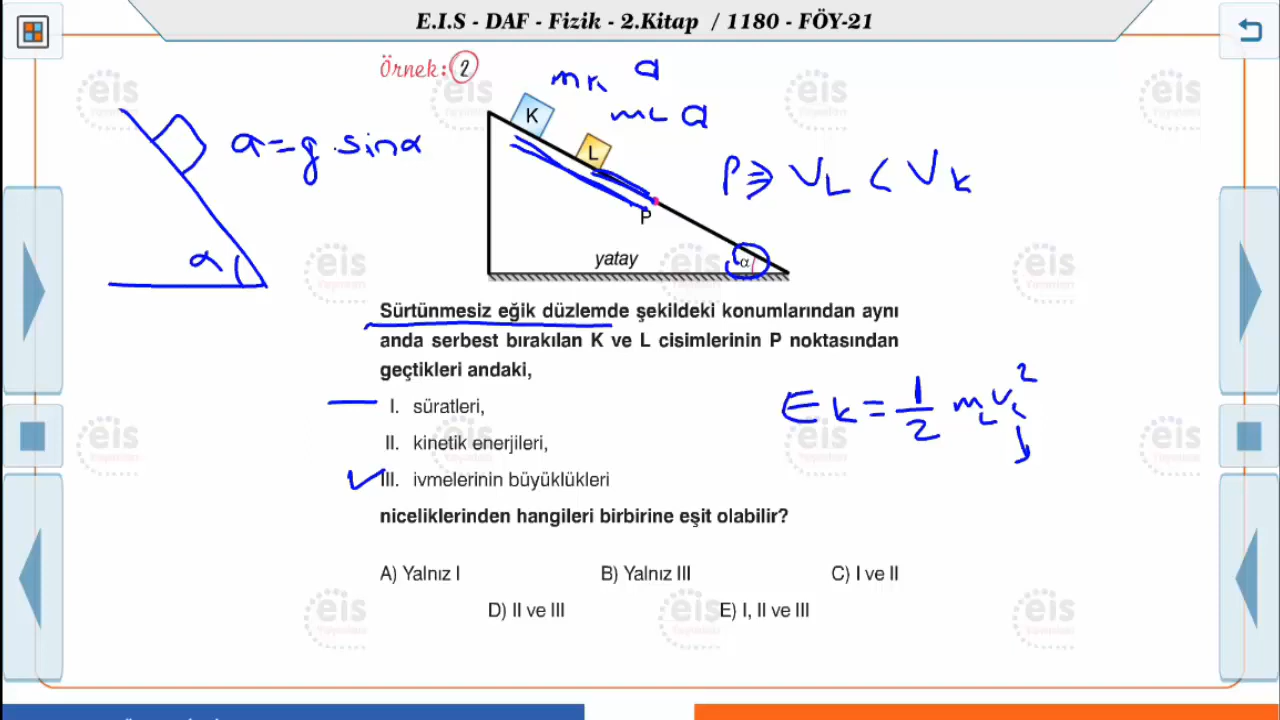 E.I.S - DAF - Fizik - 2.Kitap / 1180 - FÖY-21
Örnek: 2
mK a
mL a
K
L
P
yatay
α
a = g . sinα
α
P ⇒ VL < VK
Sürtünmesiz eğik düzlemde şekildeki konumlarından aynı
anda serbest bırakılan K ve L cisimlerinin P noktasından
geçtikleri andaki,
I. süratleri,
II. kinetik enerjileri,
III. ivmelerinin büyüklükleri
Ek = 1/2 mL VL²
niceliklerinden hangileri birbirine eşit olabilir?
A) Yalnız I
B) Yalnız III
C) I ve II
D) II ve III
E) I, II ve III
eis
Yayınları